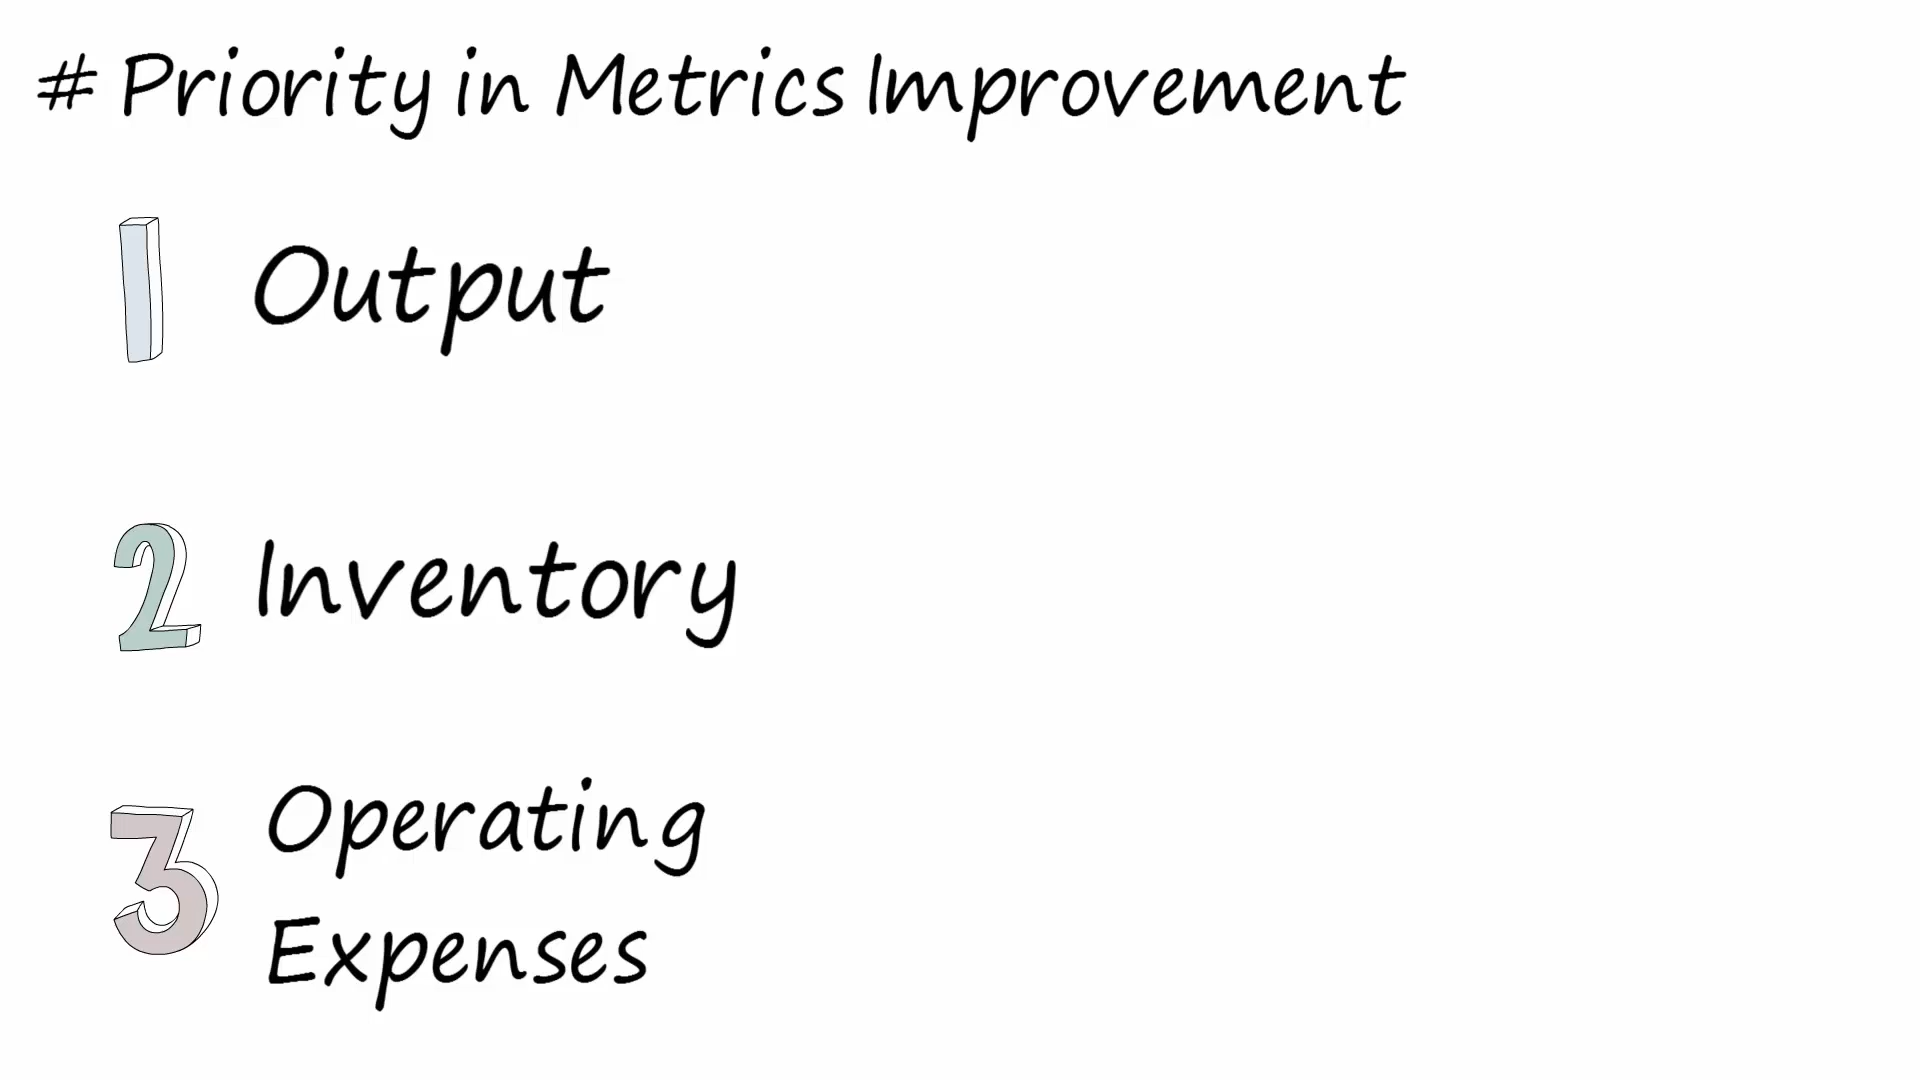 # Priority in Metrics Improvement
1 Output
2 Inventory
3 Operating
Expenses